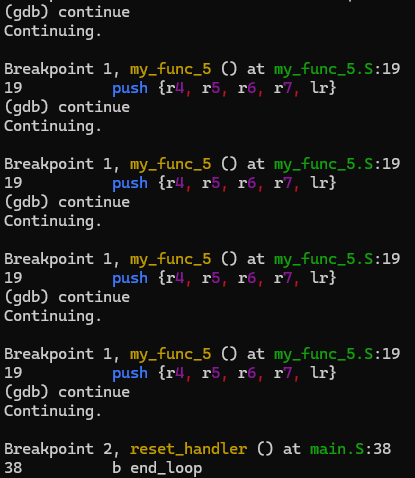 (gdb) continue
Continuing.

Breakpoint 1, my_func_5 () at my_func_5.S:19
19          push {r4, r5, r6, r7, lr}
(gdb) continue
Continuing.

Breakpoint 1, my_func_5 () at my_func_5.S:19
19          push {r4, r5, r6, r7, lr}
(gdb) continue
Continuing.

Breakpoint 1, my_func_5 () at my_func_5.S:19
19          push {r4, r5, r6, r7, lr}
(gdb) continue
Continuing.

Breakpoint 1, my_func_5 () at my_func_5.S:19
19          push {r4, r5, r6, r7, lr}
(gdb) continue
Continuing.

Breakpoint 2, reset_handler () at main.S:38
38          b end_loop